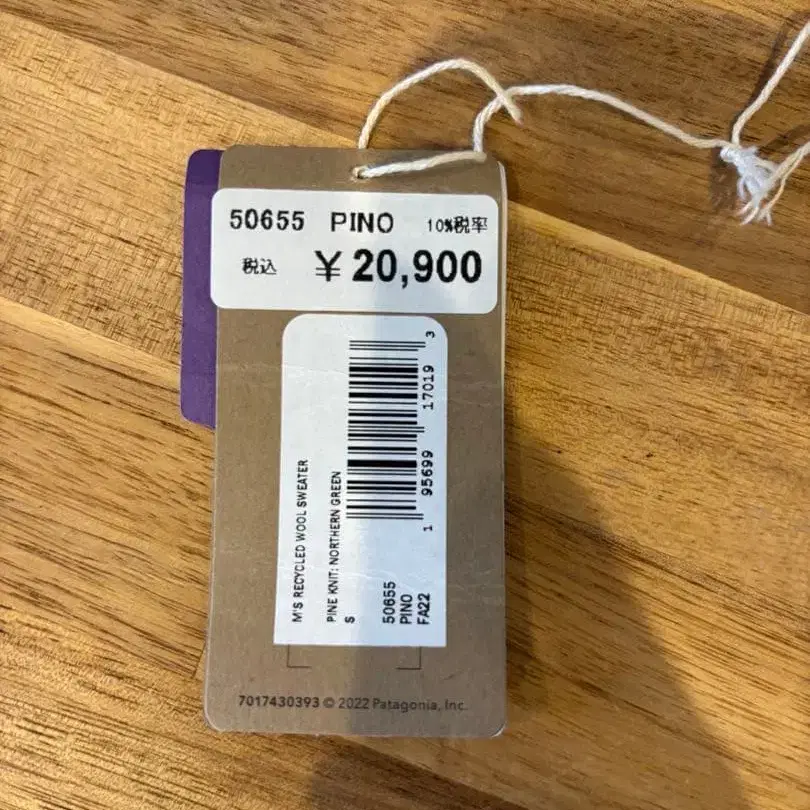 50655 PINO 10%税率
税込 ¥20,900
M'S RECYCLED WOOL SWEATER
PINE KNIT: NORTHERN GREEN
S
50655
PINO
FA22
1 95699 17019 3
7017430393 © 2022 Patagonia, Inc.